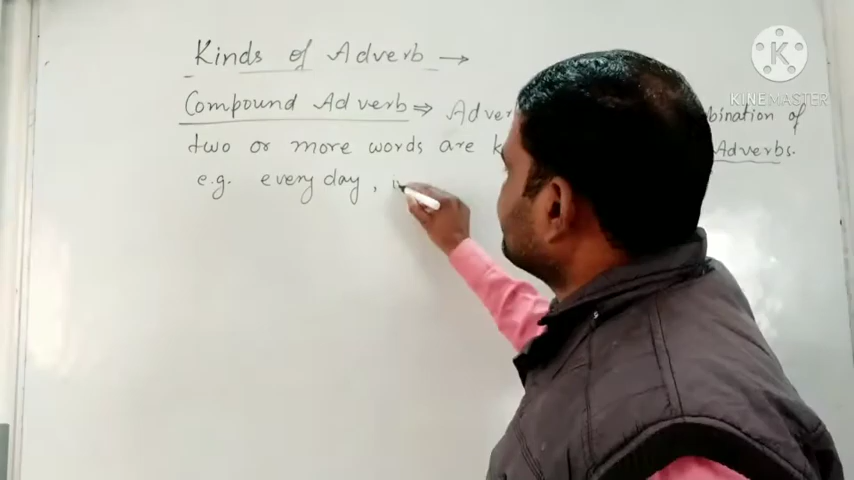 Kinds of Adverb →
Compound Adverb ⇒ Adver bination of
two or more words are k Adverbs.
e.g. every day, i
K
KINEMASTER